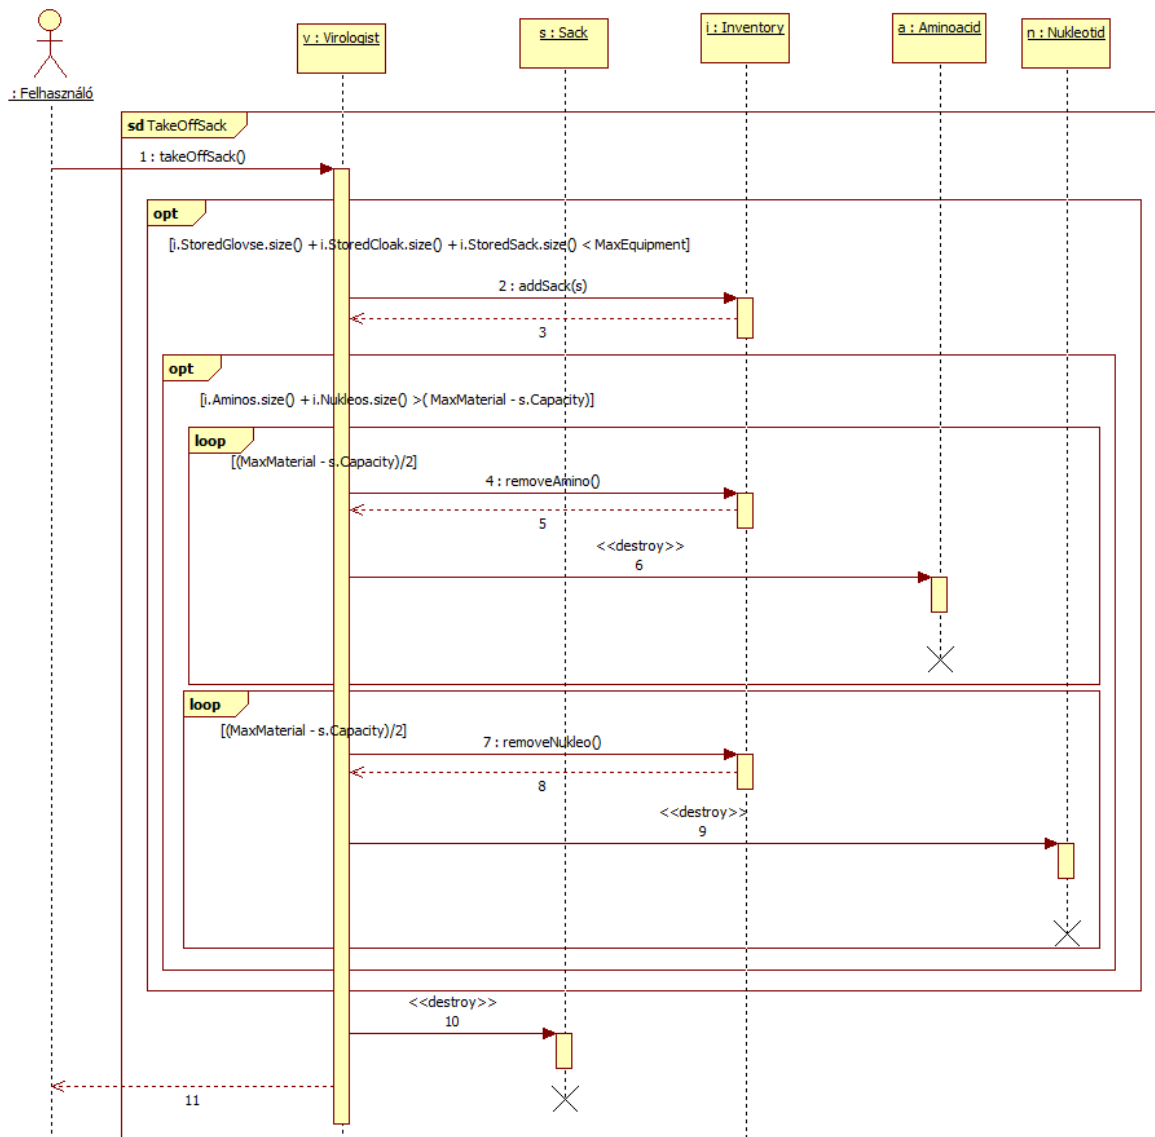 v : Virologist
s : Sack
i : Inventory
a : Aminoacid
n : Nukleotid
: Felhasználó
sd TakeOffSack
1 : takeOffSack()
opt
[i.StoredGlovse.size() + i.StoredCloak.size() + i.StoredSack.size() < MaxEquipment]
2 : addSack(s)
3
opt
[i.Aminos.size() + i.Nukleos.size() >( MaxMaterial - s.Capacity)]
loop
[(MaxMaterial - s.Capacity)/2]
4 : removeAmino()
5
<<destroy>>
6
loop
[(MaxMaterial - s.Capacity)/2]
7 : removeNukleo()
8
<<destroy>>
9
<<destroy>>
10
11